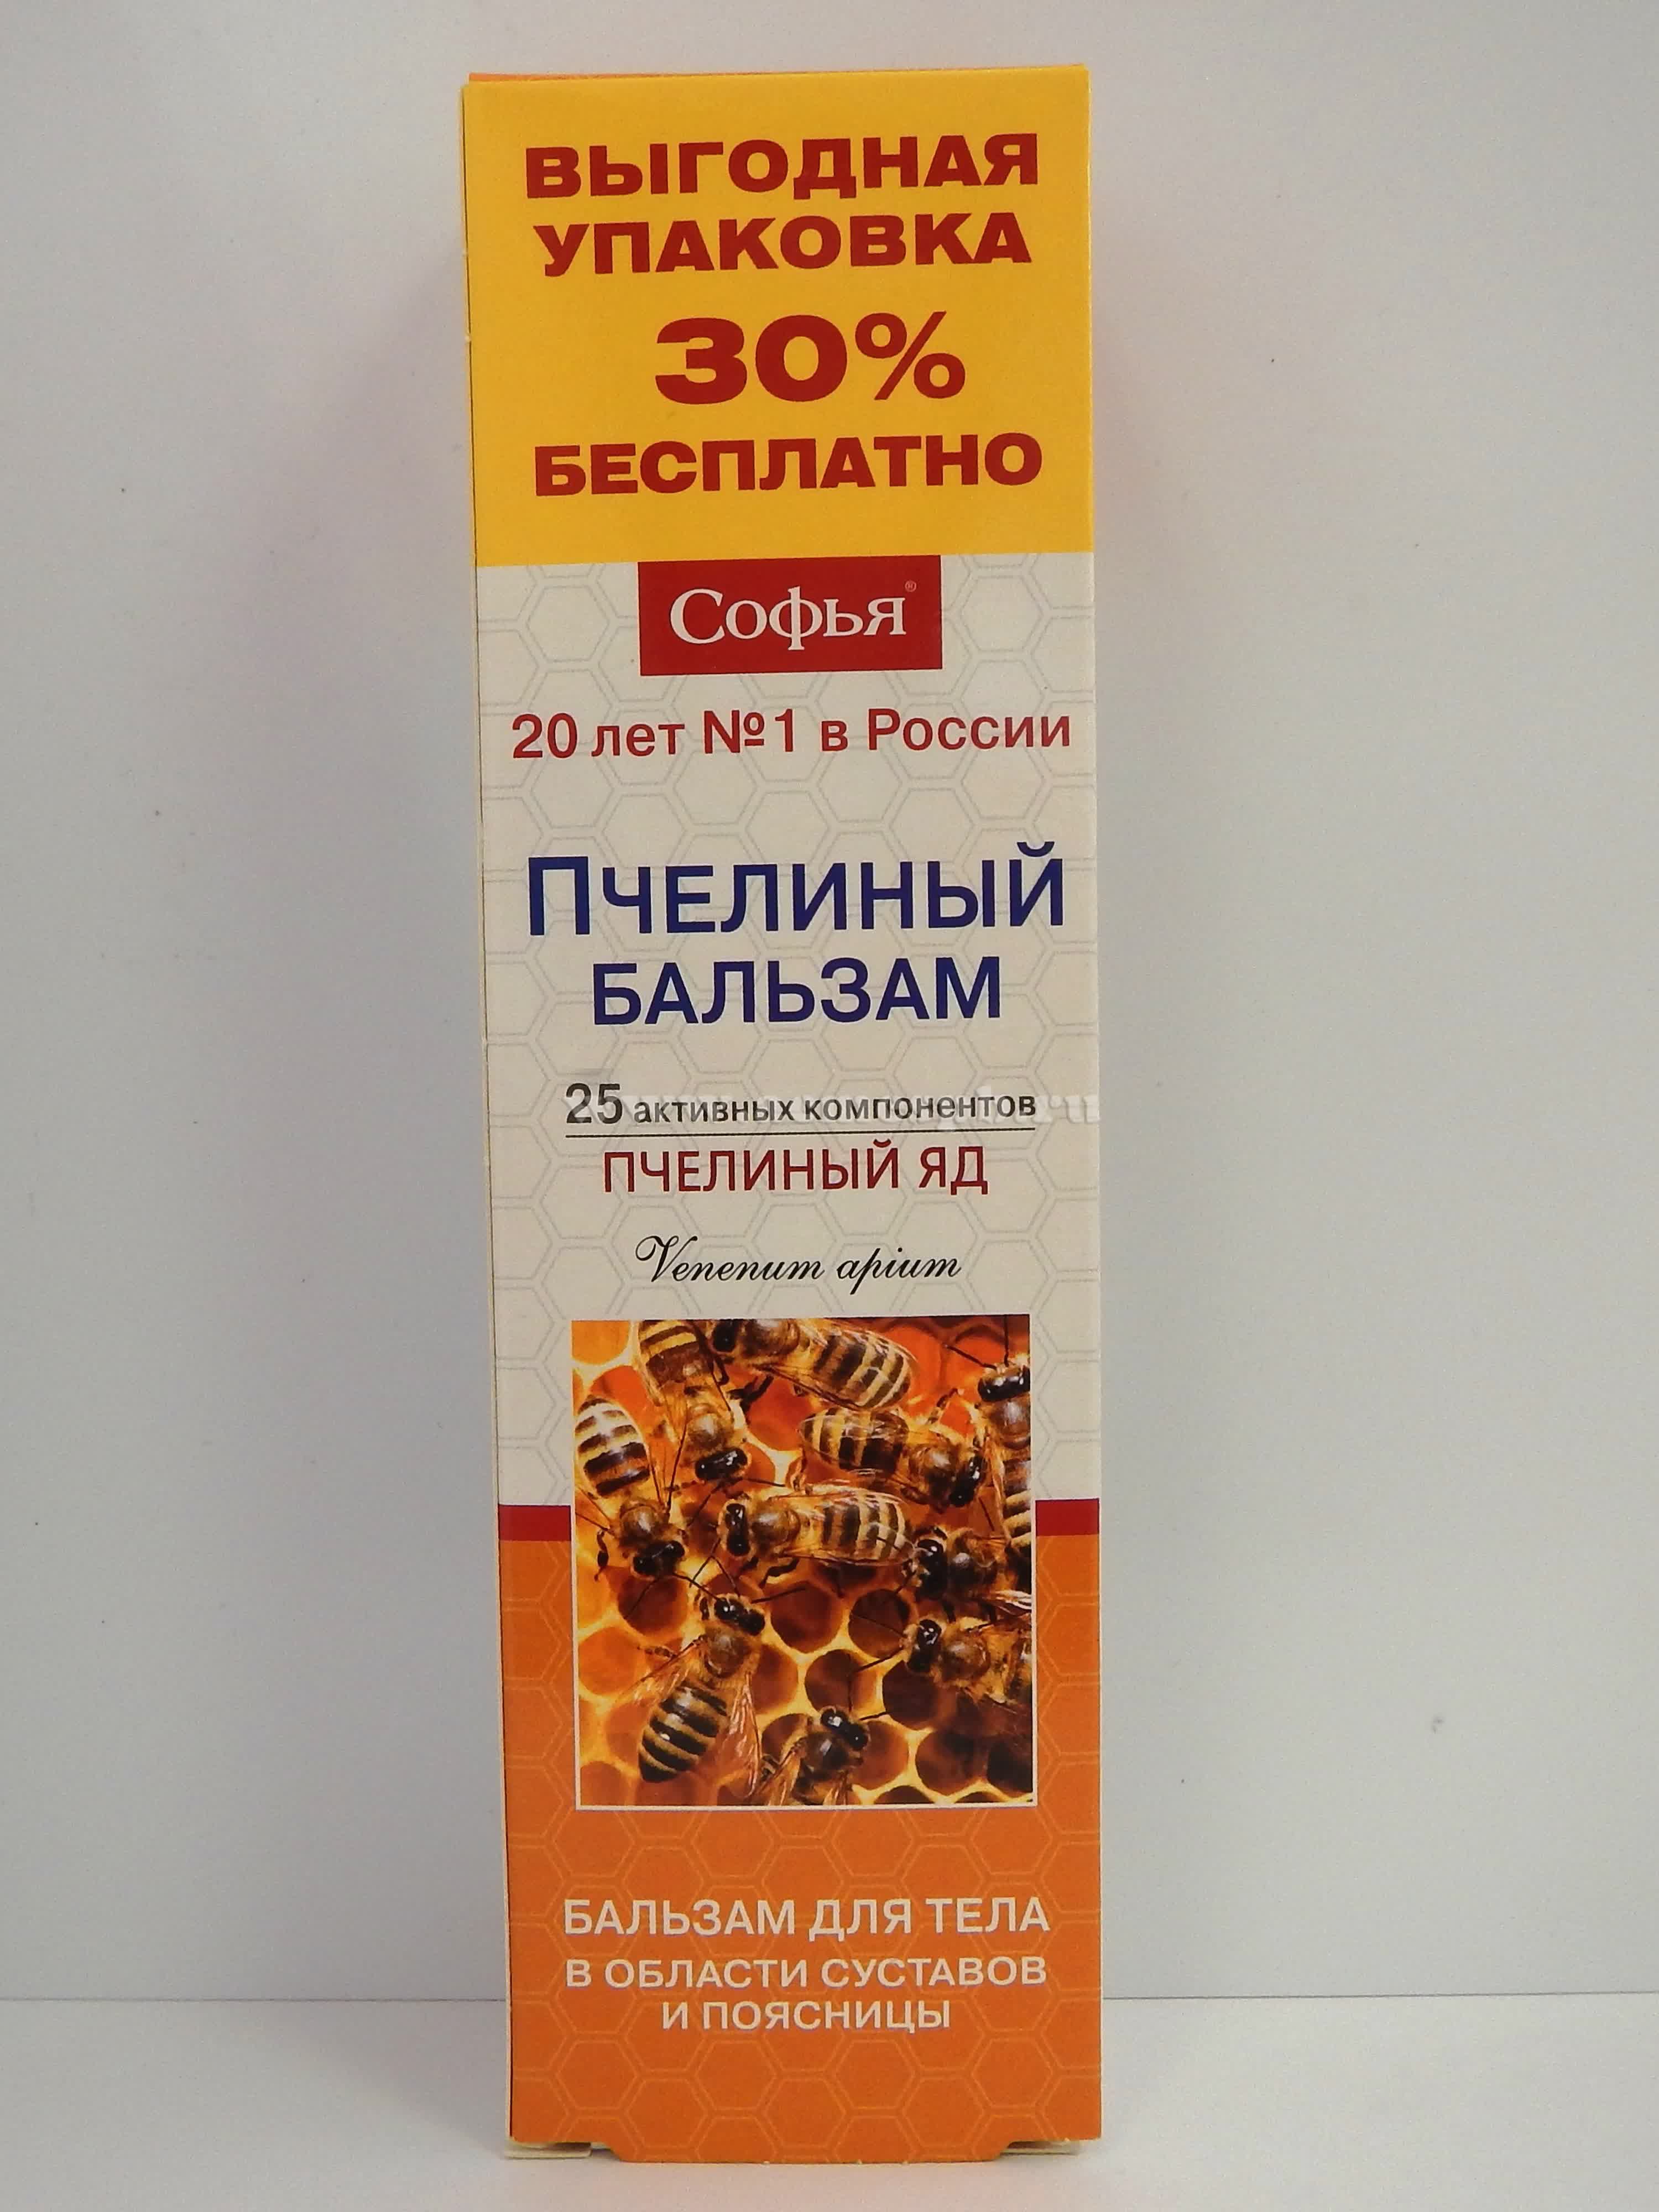 ВЫГОДНАЯ
УПАКОВКА
30%
БЕСПЛАТНО
Софья®
20 лет №1 в России
ПЧЕЛИНЫЙ
БАЛЬЗАМ
25 активных компонентов
ПЧЕЛИНЫЙ ЯД
Venenum apium
БАЛЬЗАМ ДЛЯ ТЕЛА
В ОБЛАСТИ СУСТАВОВ
И ПОЯСНИЦЫ